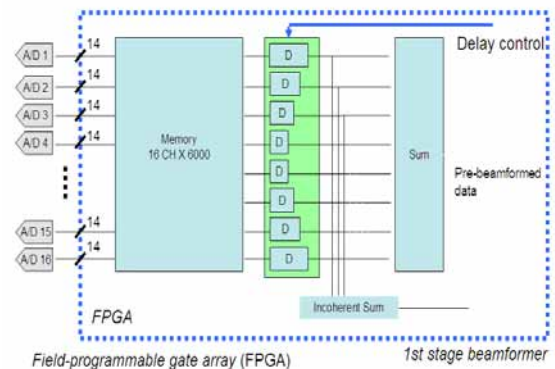 A/D 1
14
A/D 2
14
A/D 3
14
A/D 4
14
A/D 15
14
A/D 16
14
Memory
16 CH X 6000
D
D
D
D
D
D
D
D
Delay control
Sum
Pre-beamformed
data
Incoherent Sum
FPGA
Field-programmable gate array (FPGA)
1st stage beamformer